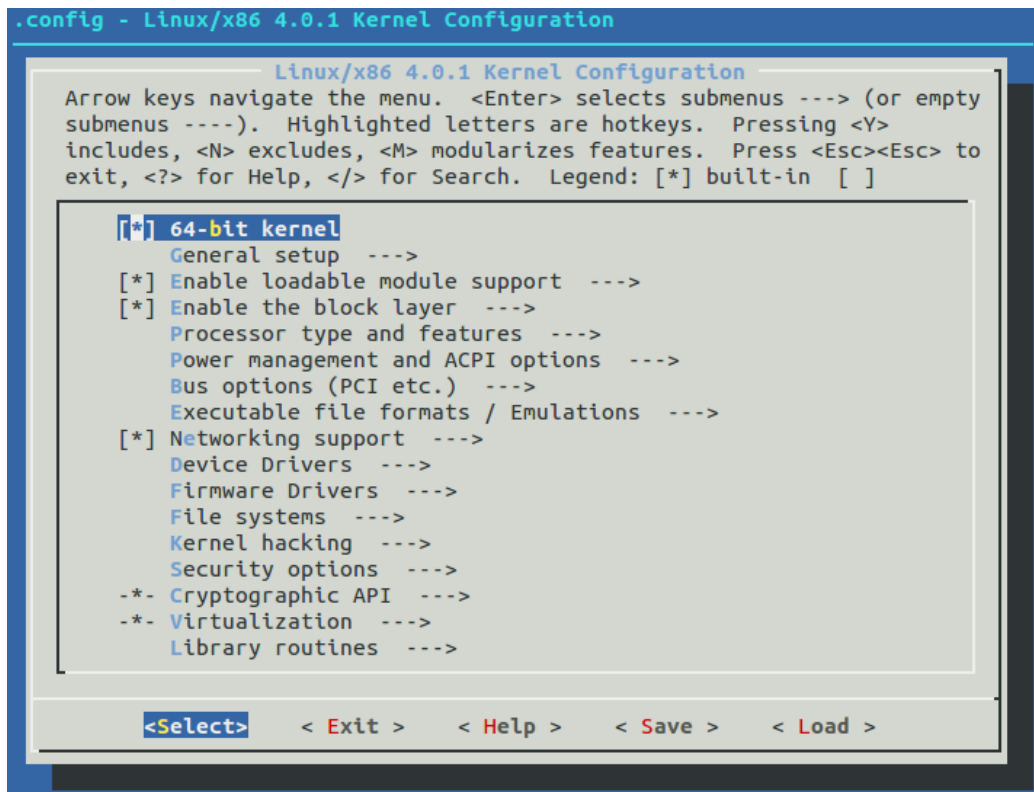 .config - Linux/x86 4.0.1 Kernel Configuration
Linux/x86 4.0.1 Kernel Configuration
Arrow keys navigate the menu.  <Enter> selects submenus ---> (or empty
submenus ----).  Highlighted letters are hotkeys.  Pressing <Y>
includes, <N> excludes, <M> modularizes features.  Press <Esc><Esc> to
exit, <?> for Help, </> for Search.  Legend: [*] built-in  [ ]
[*] 64-bit kernel
General setup  --->
[*] Enable loadable module support  --->
[*] Enable the block layer  --->
Processor type and features  --->
Power management and ACPI options  --->
Bus options (PCI etc.)  --->
Executable file formats / Emulations  --->
[*] Networking support  --->
Device Drivers  --->
Firmware Drivers  --->
File systems  --->
Kernel hacking  --->
Security options  --->
-*- Cryptographic API  --->
-*- Virtualization  --->
Library routines  --->
<Select>    < Exit >    < Help >    < Save >    < Load >